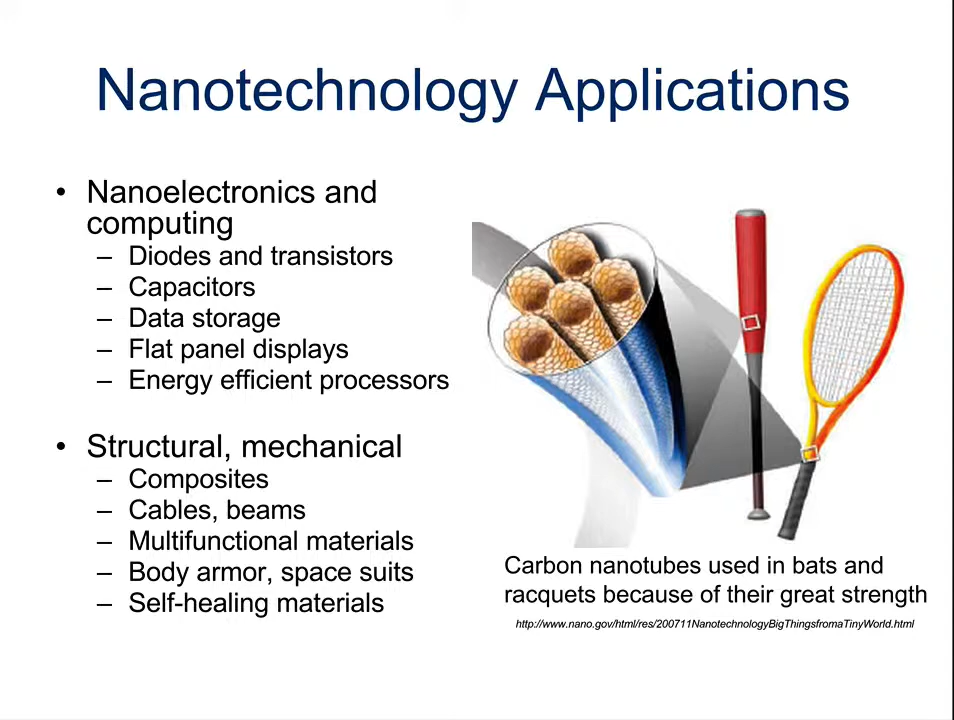 Nanotechnology Applications
• Nanoelectronics and
computing
– Diodes and transistors
– Capacitors
– Data storage
– Flat panel displays
– Energy efficient processors
• Structural, mechanical
– Composites
– Cables, beams
– Multifunctional materials
– Body armor, space suits
– Self-healing materials
Carbon nanotubes used in bats and
racquets because of their great strength
http://www.nano.gov/html/res/200711NanotechnologyBigThingsfromaTinyWorld.html